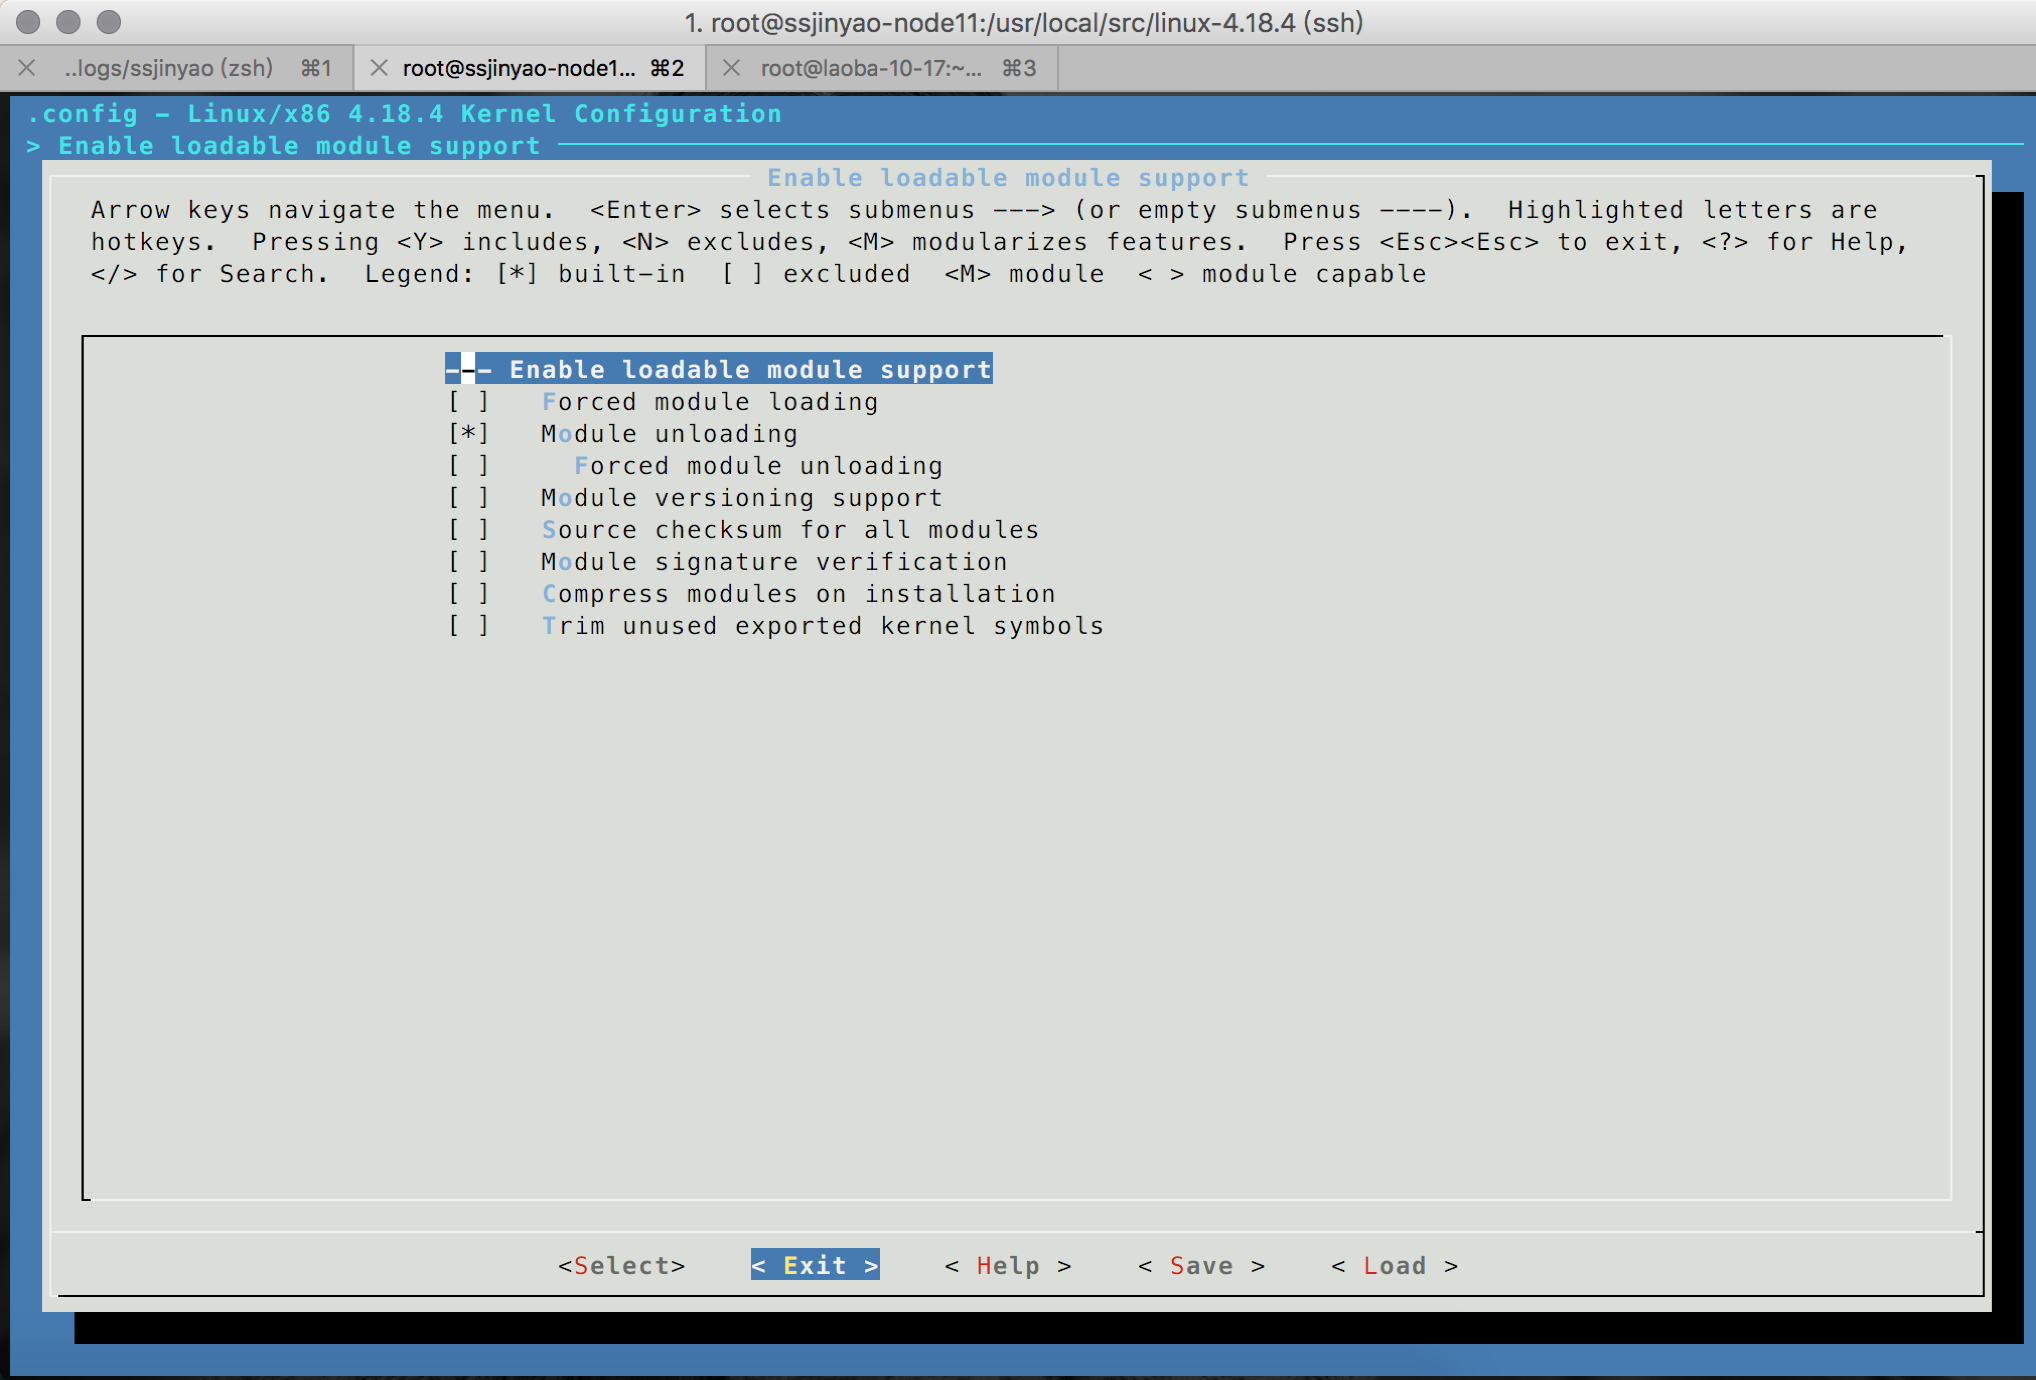 1. root@ssjinyao-node11:/usr/local/src/linux-4.18.4 (ssh)
..logs/ssjinyao (zsh) ⌘1 root@ssjinyao-node1... ⌘2 root@laoba-10-17:~... ⌘3
.config - Linux/x86 4.18.4 Kernel Configuration
> Enable loadable module support
Enable loadable module support
Arrow keys navigate the menu.  <Enter> selects submenus ---> (or empty submenus ----).  Highlighted letters are
hotkeys.  Pressing <Y> includes, <N> excludes, <M> modularizes features.  Press <Esc><Esc> to exit, <?> for Help,
</> for Search.  Legend: [*] built-in  [ ] excluded  <M> module  < > module capable
--- Enable loadable module support
[ ]   Forced module loading
[*]   Module unloading
[ ]     Forced module unloading
[ ]   Module versioning support
[ ]   Source checksum for all modules
[ ]   Module signature verification
[ ]   Compress modules on installation
[ ]   Trim unused exported kernel symbols
<Select>    < Exit >    < Help >    < Save >    < Load >